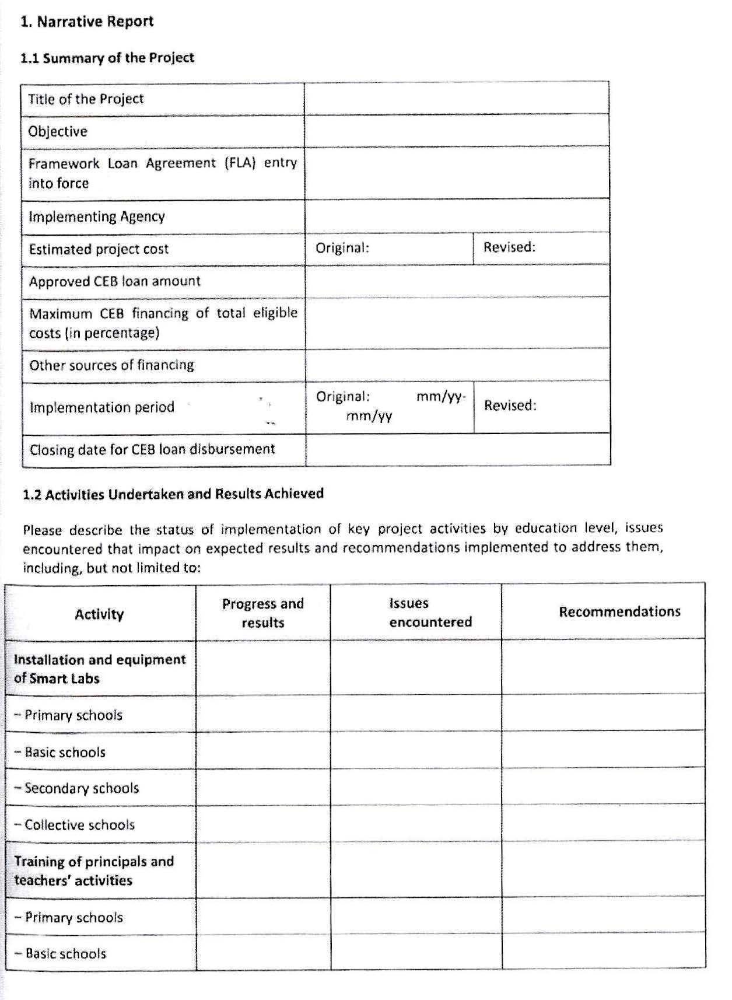 1. Narrative Report
1.1 Summary of the Project
Title of the Project
Objective
Framework Loan Agreement (FLA) entry
into force
Implementing Agency
Estimated project cost
Original:
Revised:
Approved CEB loan amount
Maximum CEB financing of total eligible
costs (in percentage)
Other sources of financing
Implementation period
Original: mm/yy-
mm/yy
Revised:
Closing date for CEB loan disbursement
1.2 Activities Undertaken and Results Achieved
Please describe the status of implementation of key project activities by education level, issues
encountered that impact on expected results and recommendations implemented to address them,
including, but not limited to:
Activity
Progress and
results
Issues
encountered
Recommendations
Installation and equipment
of Smart Labs
– Primary schools
– Basic schools
– Secondary schools
– Collective schools
Training of principals and
teachers' activities
– Primary schools
– Basic schools